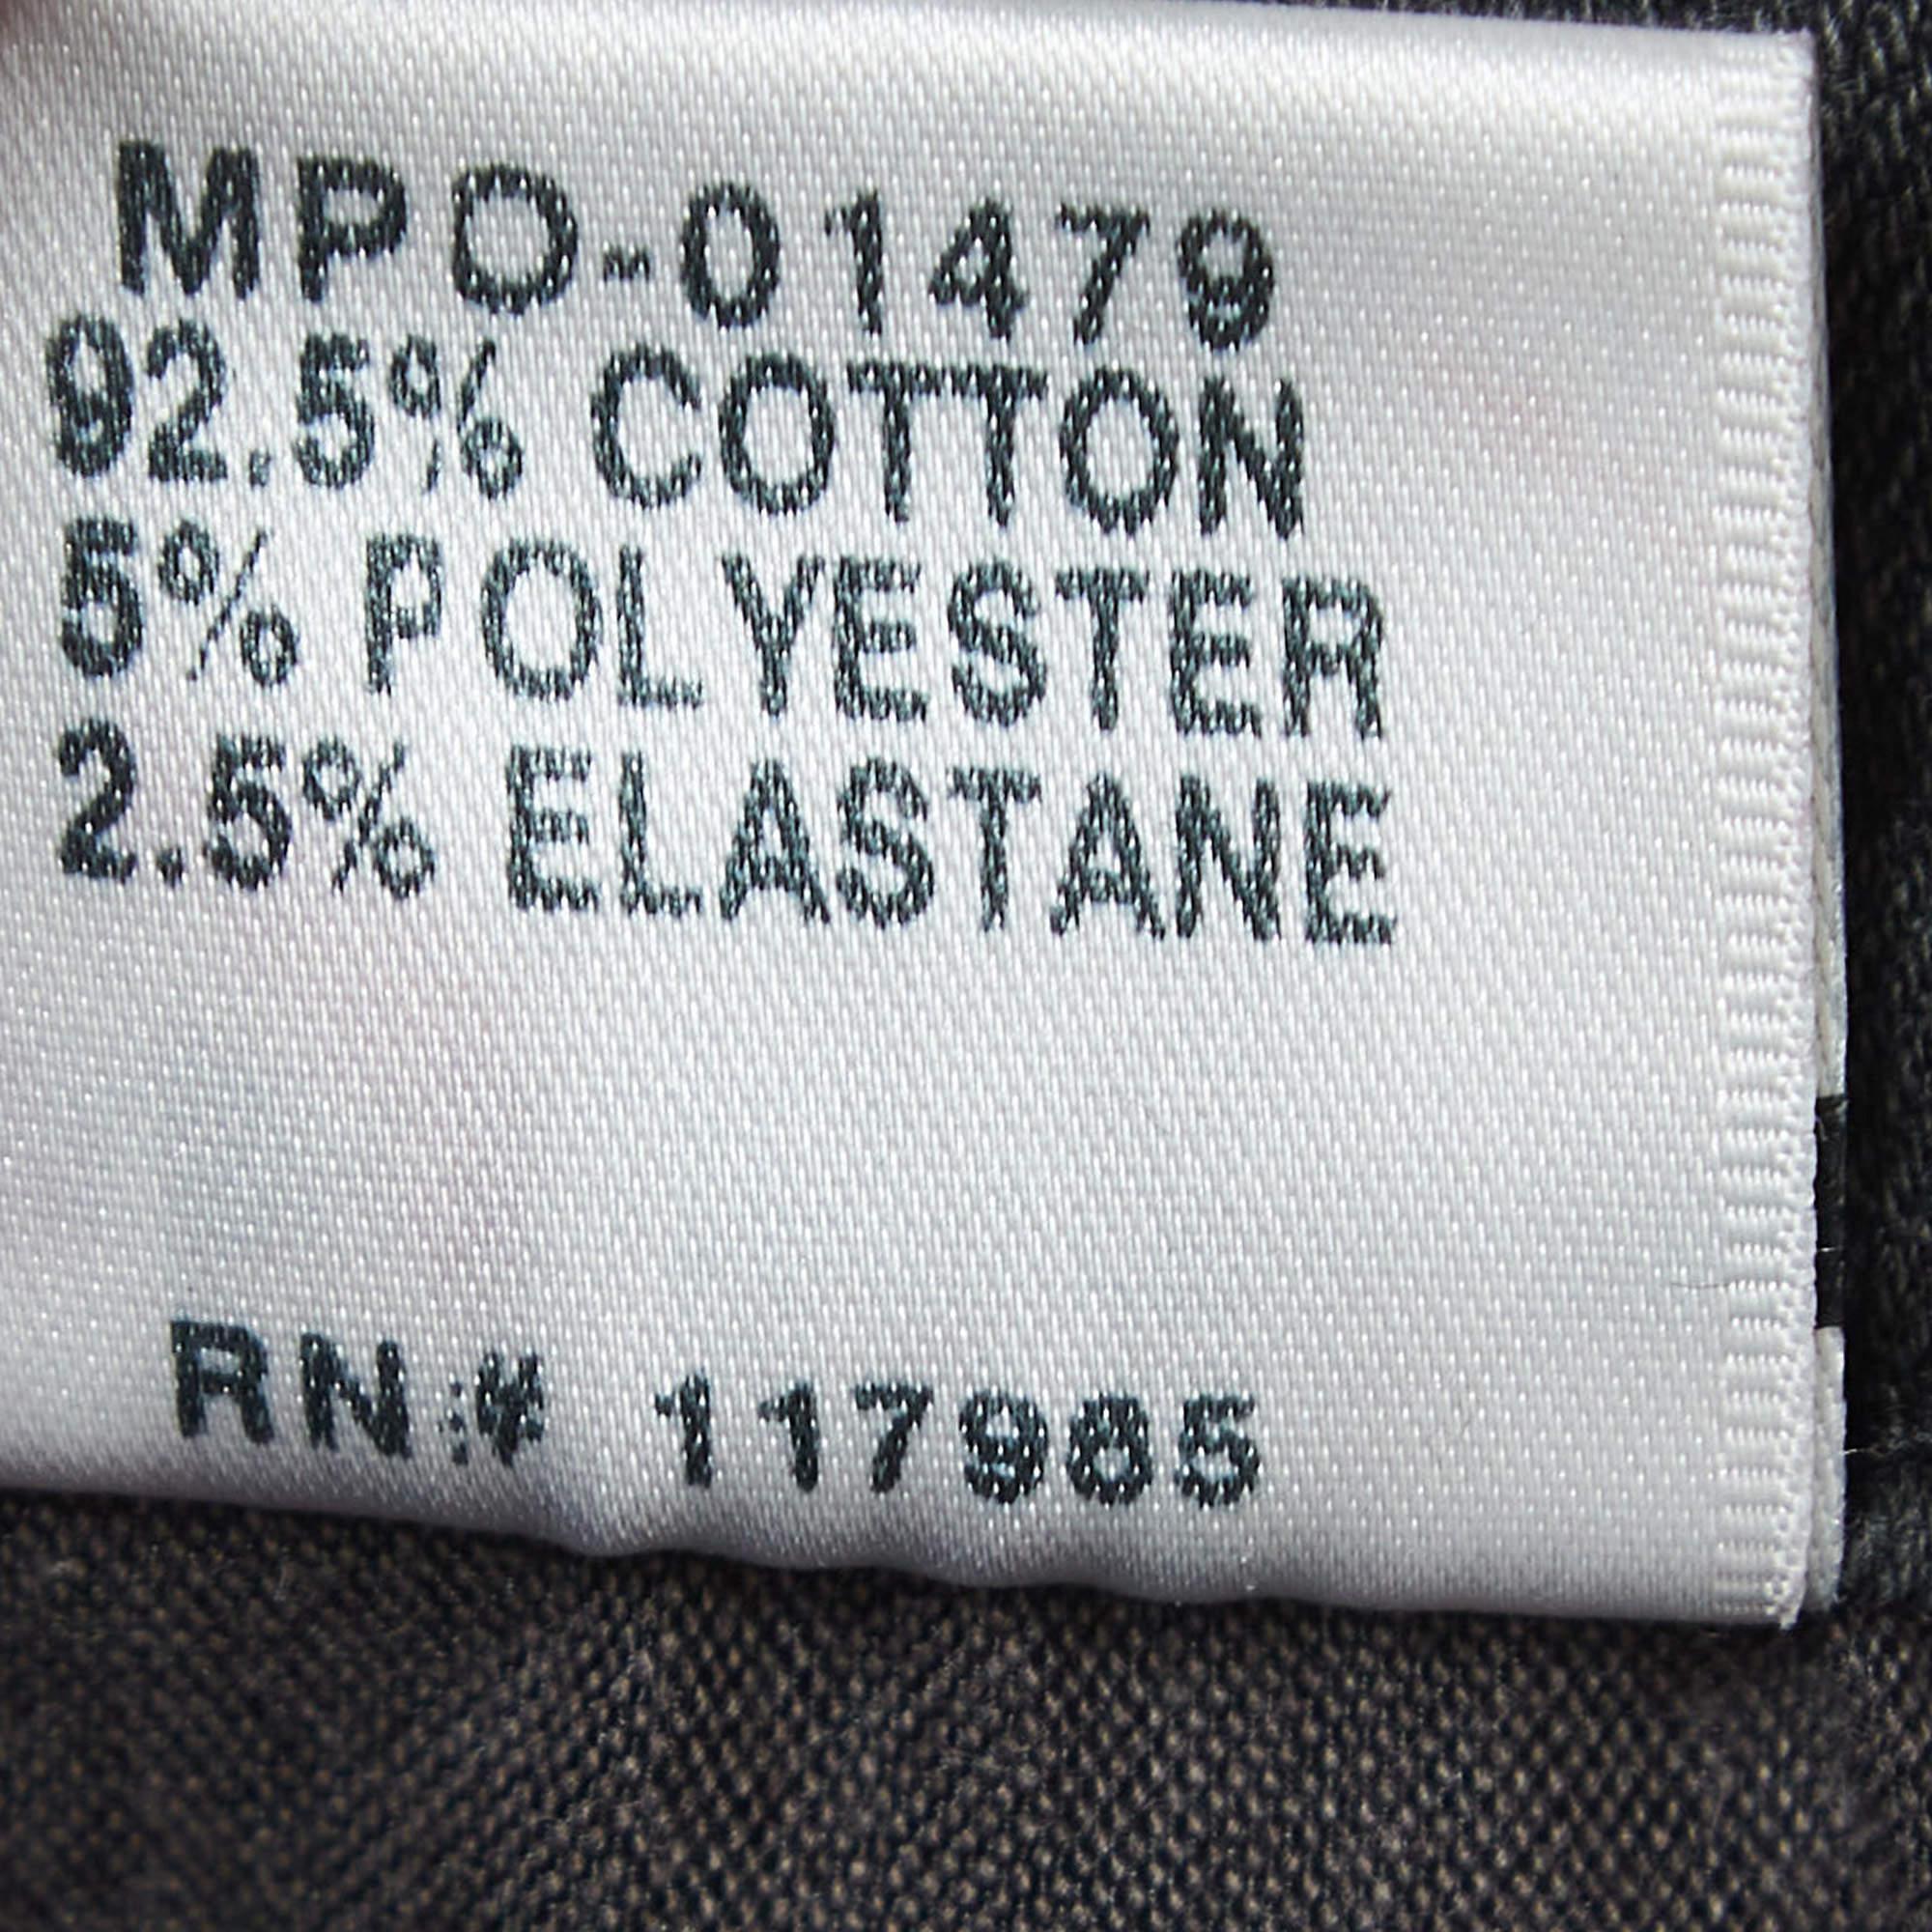 MPO-01479
92.5% COTTON
5% POLYESTER
2.5% ELASTANE
RN# 117985